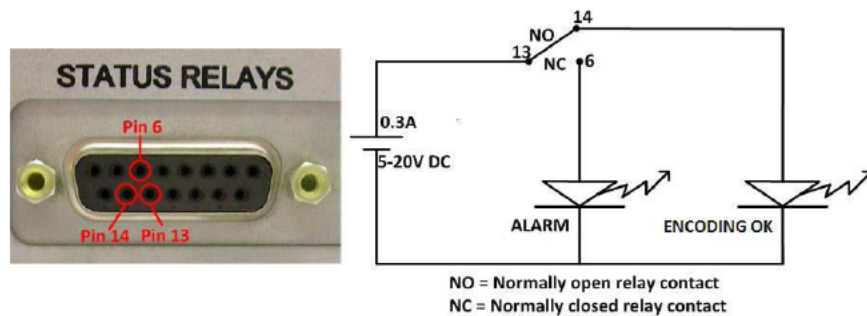 STATUS RELAYS
Pin 6
Pin 14
Pin 13
14
NO
13
NC
6
0.3A
5-20V DC
ALARM
ENCODING OK
NO = Normally open relay contact
NC = Normally closed relay contact